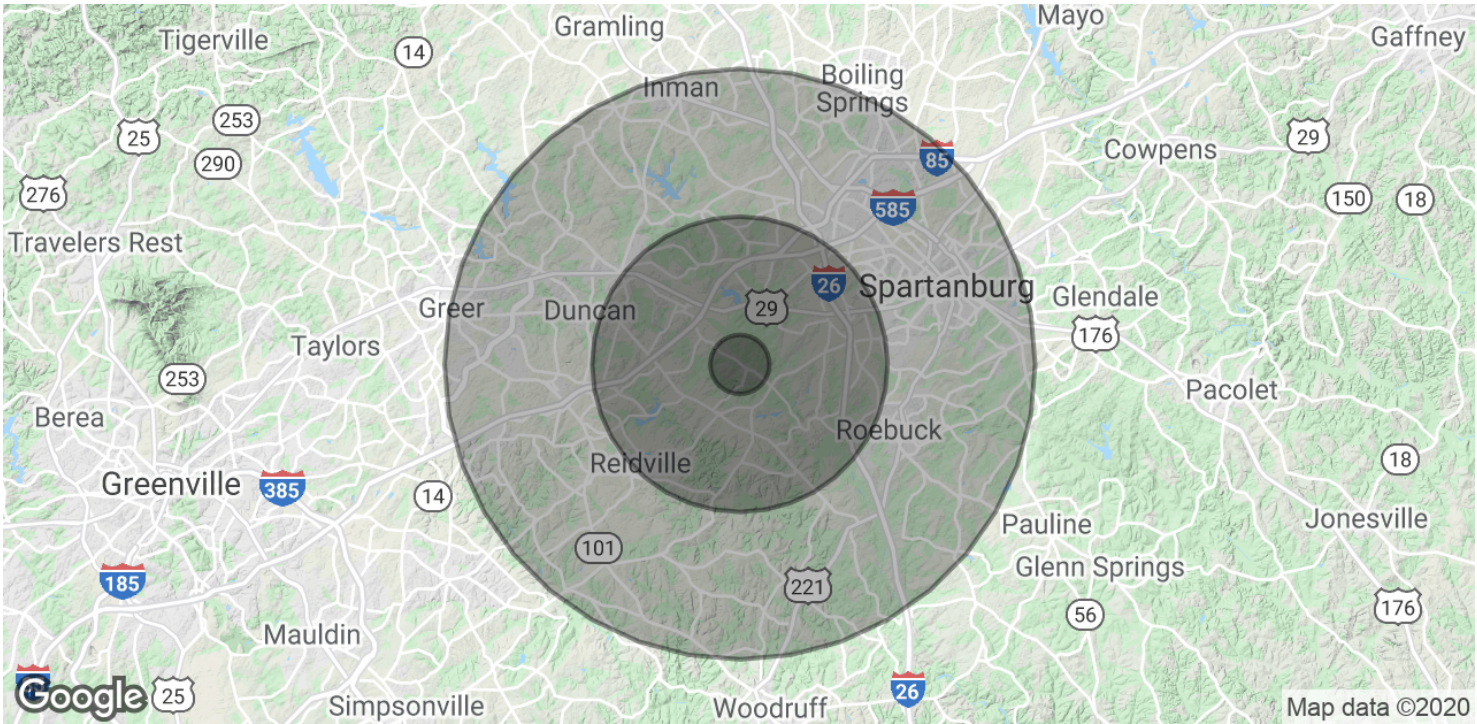 Gramling
Mayo
Tigerville
14
Gaffney
Inman
Boiling
Springs
253
25
29
290
85
Cowpens
276
585
150
18
Travelers Rest
26
Spartanburg
Glendale
Greer
Duncan
29
176
Taylors
253
Pacolet
Berea
Roebuck
Reidville
18
Greenville
385
14
Jonesville
Pauline
101
Glenn Springs
185
221
176
56
Mauldin
Google
25
Simpsonville
Woodruff
26
Map data ©2020